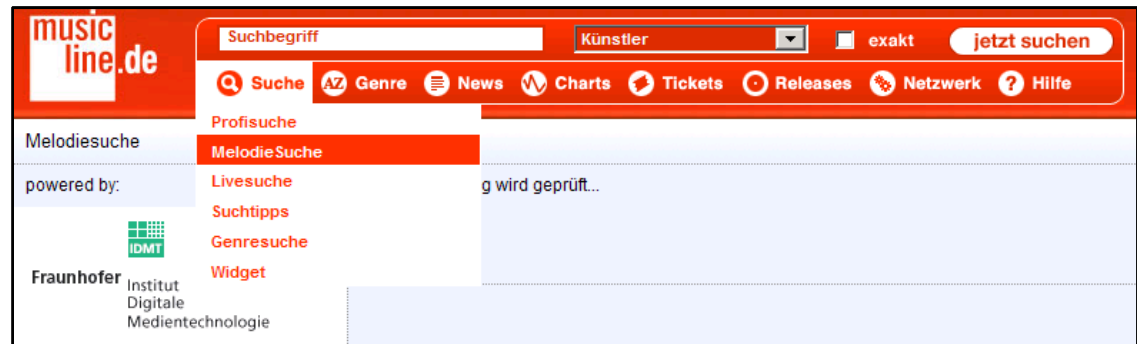 music
line.de
Suchbegriff
Künstler
exakt
jetzt suchen
Suche
AZ Genre
News
Charts
Tickets
Releases
Netzwerk
? Hilfe
Profisuche
Melodiesuche
MelodieSuche
powered by:
Livesuche
g wird geprüft...
Suchtipps
IDMT
Genresuche
Fraunhofer
Widget
Institut
Digitale
Medientechnologie